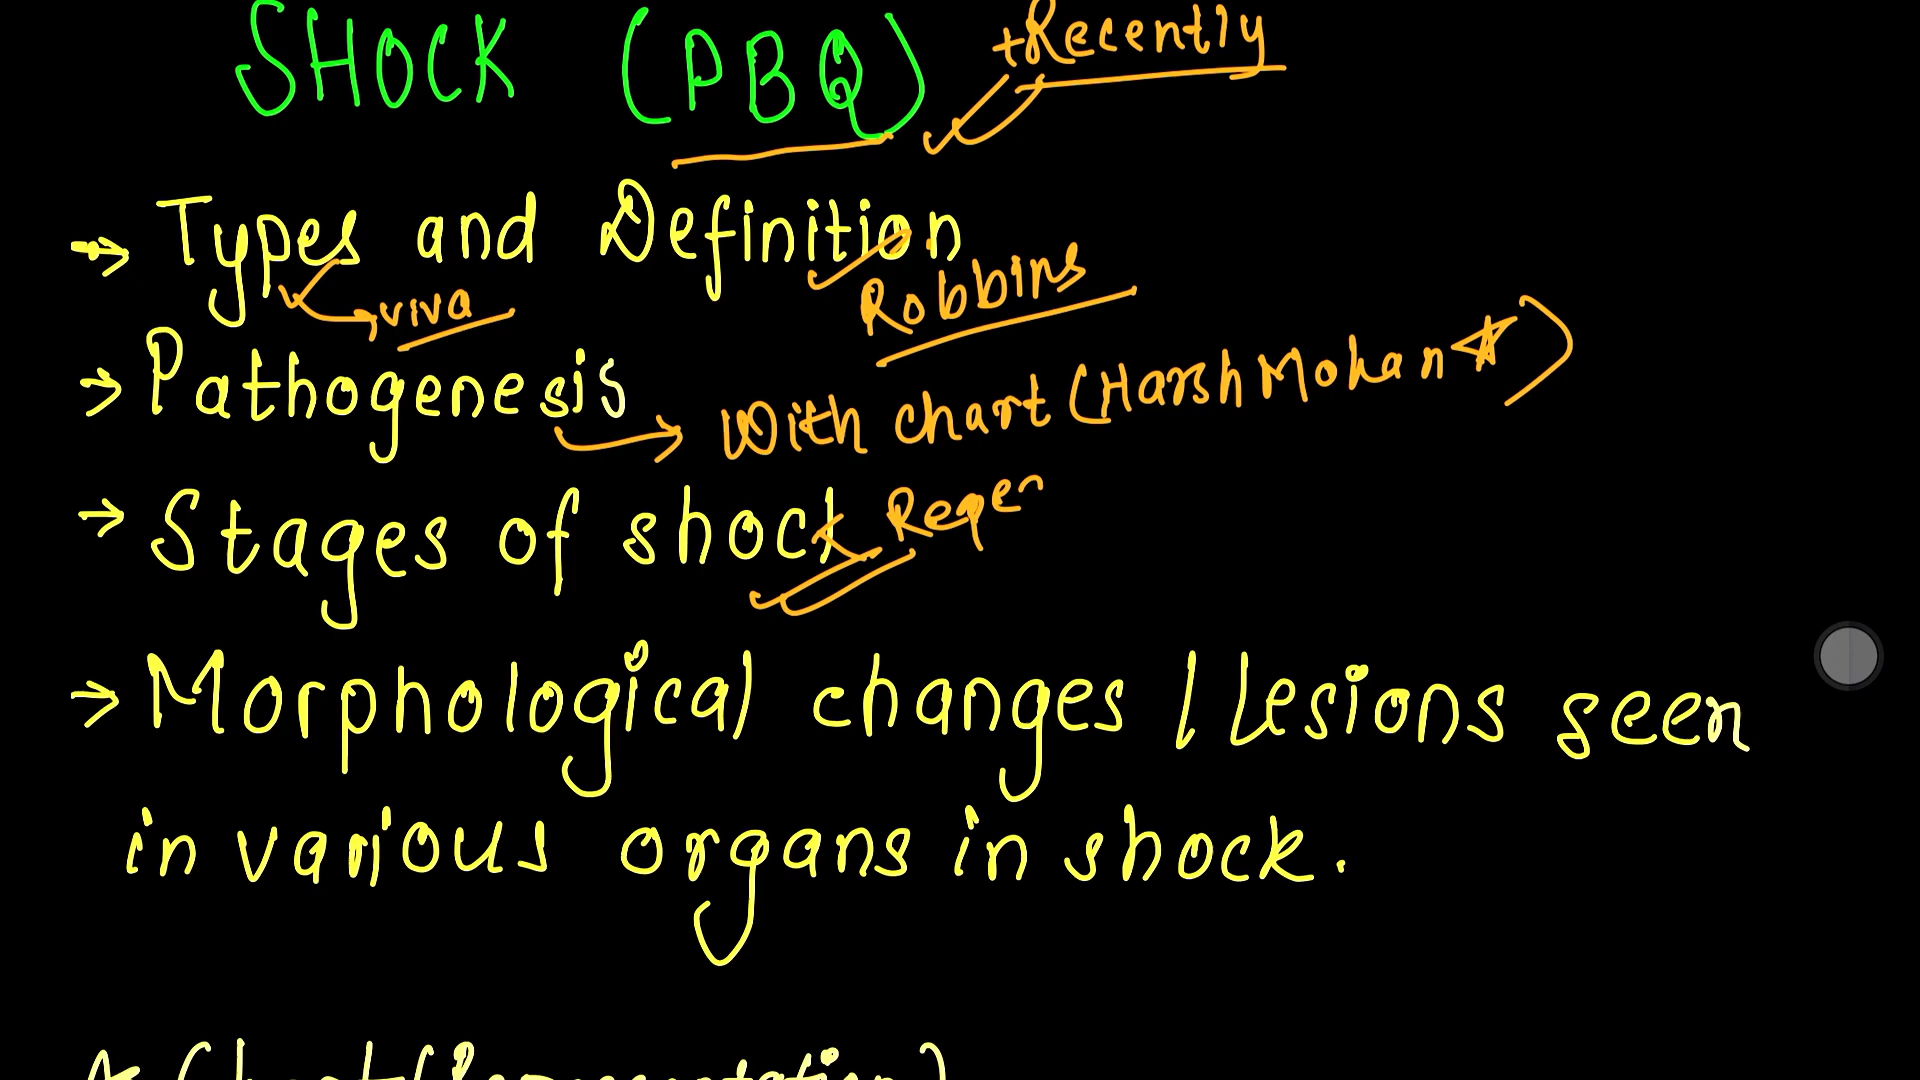 SHOCK (PBQ) + Recently
→ Types and Definition
→ viva
Robbins
→ Pathogenesis
→ With chart (Harsh Mohan ☆)
→ Stages of shock
→ Morphological changes / Lesions seen
in various organs in shock.